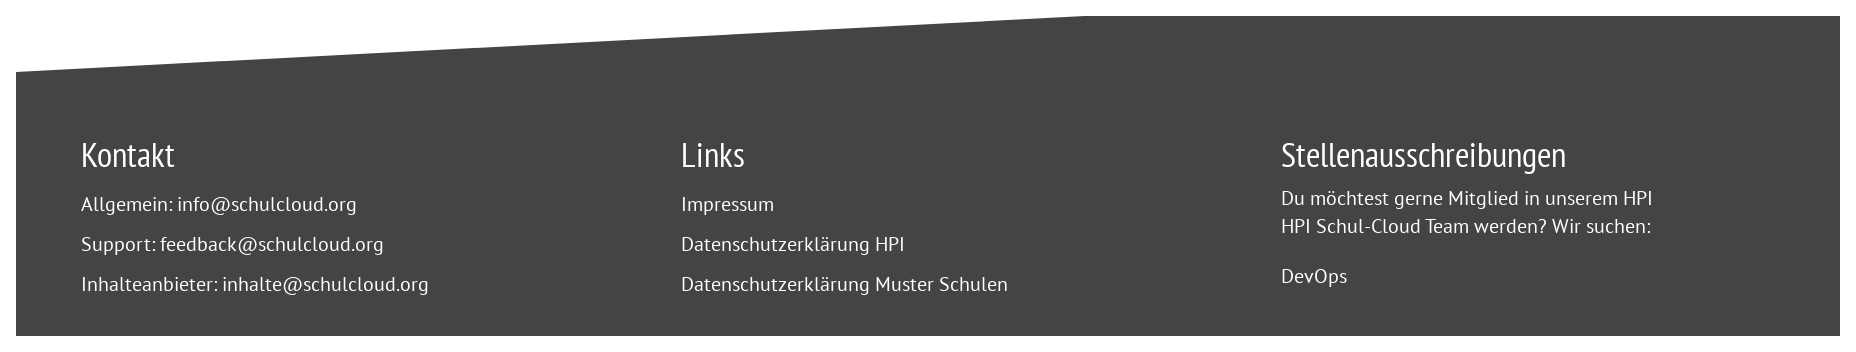 Kontakt
Allgemein: info@schulcloud.org
Support: feedback@schulcloud.org
Inhalteanbieter: inhalte@schulcloud.org
Links
Impressum
Datenschutzerklärung HPI
Datenschutzerklärung Muster Schulen
Stellenausschreibungen
Du möchtest gerne Mitglied in unserem HPI
HPI Schul-Cloud Team werden? Wir suchen:
DevOps